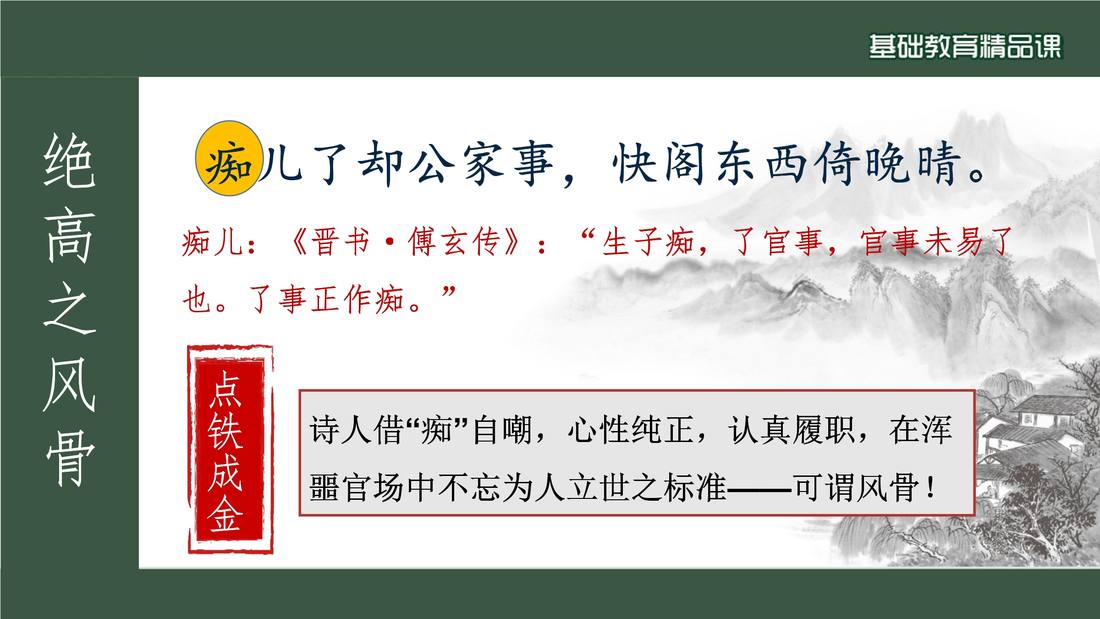 基础教育精品课
绝高之风骨
痴儿了却公家事，快阁东西倚晚晴。
痴儿：《晋书·傅玄传》：“生子痴，了官事，官事未易了
也。了事正作痴。”
点铁成金
诗人借“痴”自嘲，心性纯正，认真履职，在浑
噩官场中不忘为人立世之标准——可谓风骨！